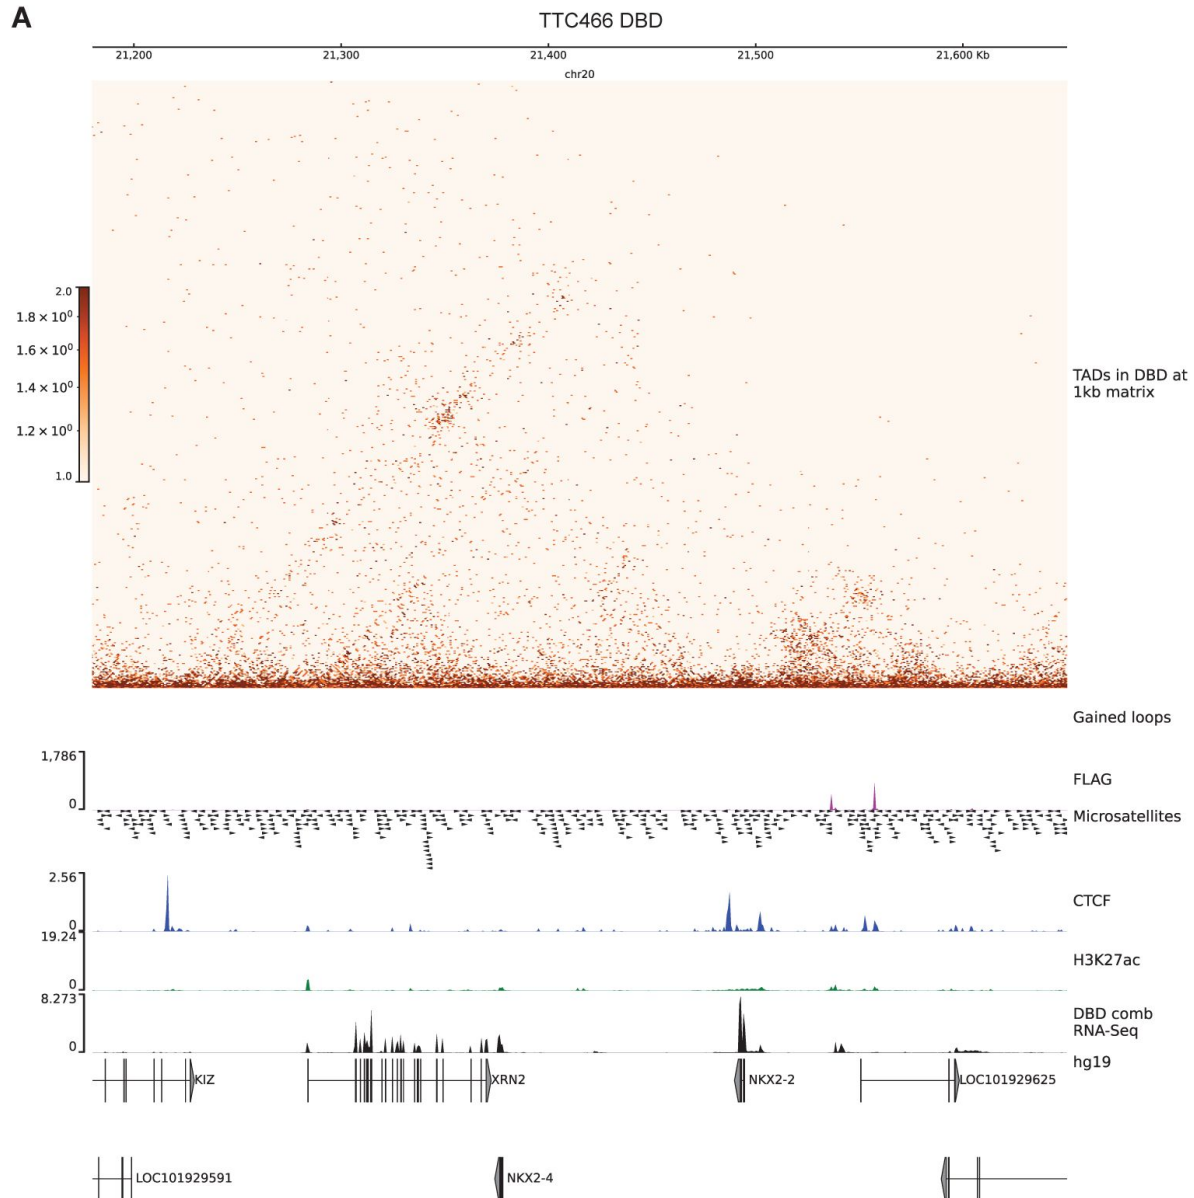 A
TTC466 DBD
21,200 21,300 21,400 21,500 21,600 Kb
chr20
2.0
1.8 × 10⁰
1.6 × 10⁰
1.4 × 10⁰
1.2 × 10⁰
1.0
TADs in DBD at
1kb matrix
Gained loops
1,786
0
FLAG
Microsatellites
2.56
0
CTCF
19.24
0
H3K27ac
8.273
0
DBD comb
RNA-Seq
hg19
KIZ XRN2 NKX2-2 LOC101929625
LOC101929591 NKX2-4